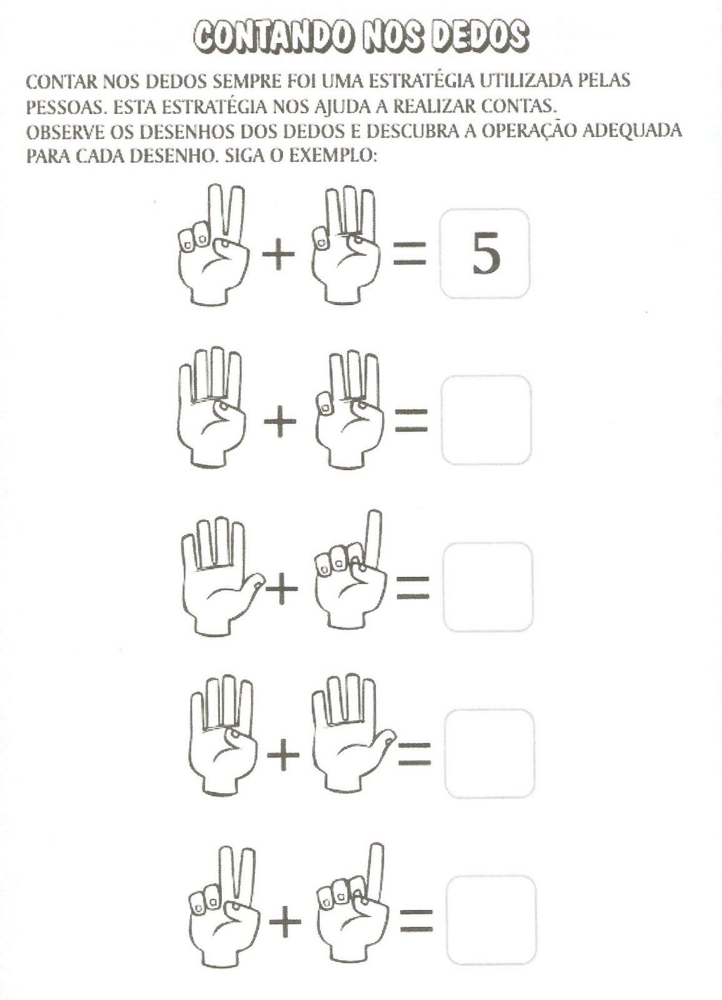 CONTANDO NOS DEDOS
CONTAR NOS DEDOS SEMPRE FOI UMA ESTRATÉGIA UTILIZADA PELAS
PESSOAS. ESTA ESTRATÉGIA NOS AJUDA A REALIZAR CONTAS.
OBSERVE OS DESENHOS DOS DEDOS E DESCUBRA A OPERAÇÃO ADEQUADA
PARA CADA DESENHO. SIGA O EXEMPLO:
+ = 5
+ =
+ =
+ =
+ =